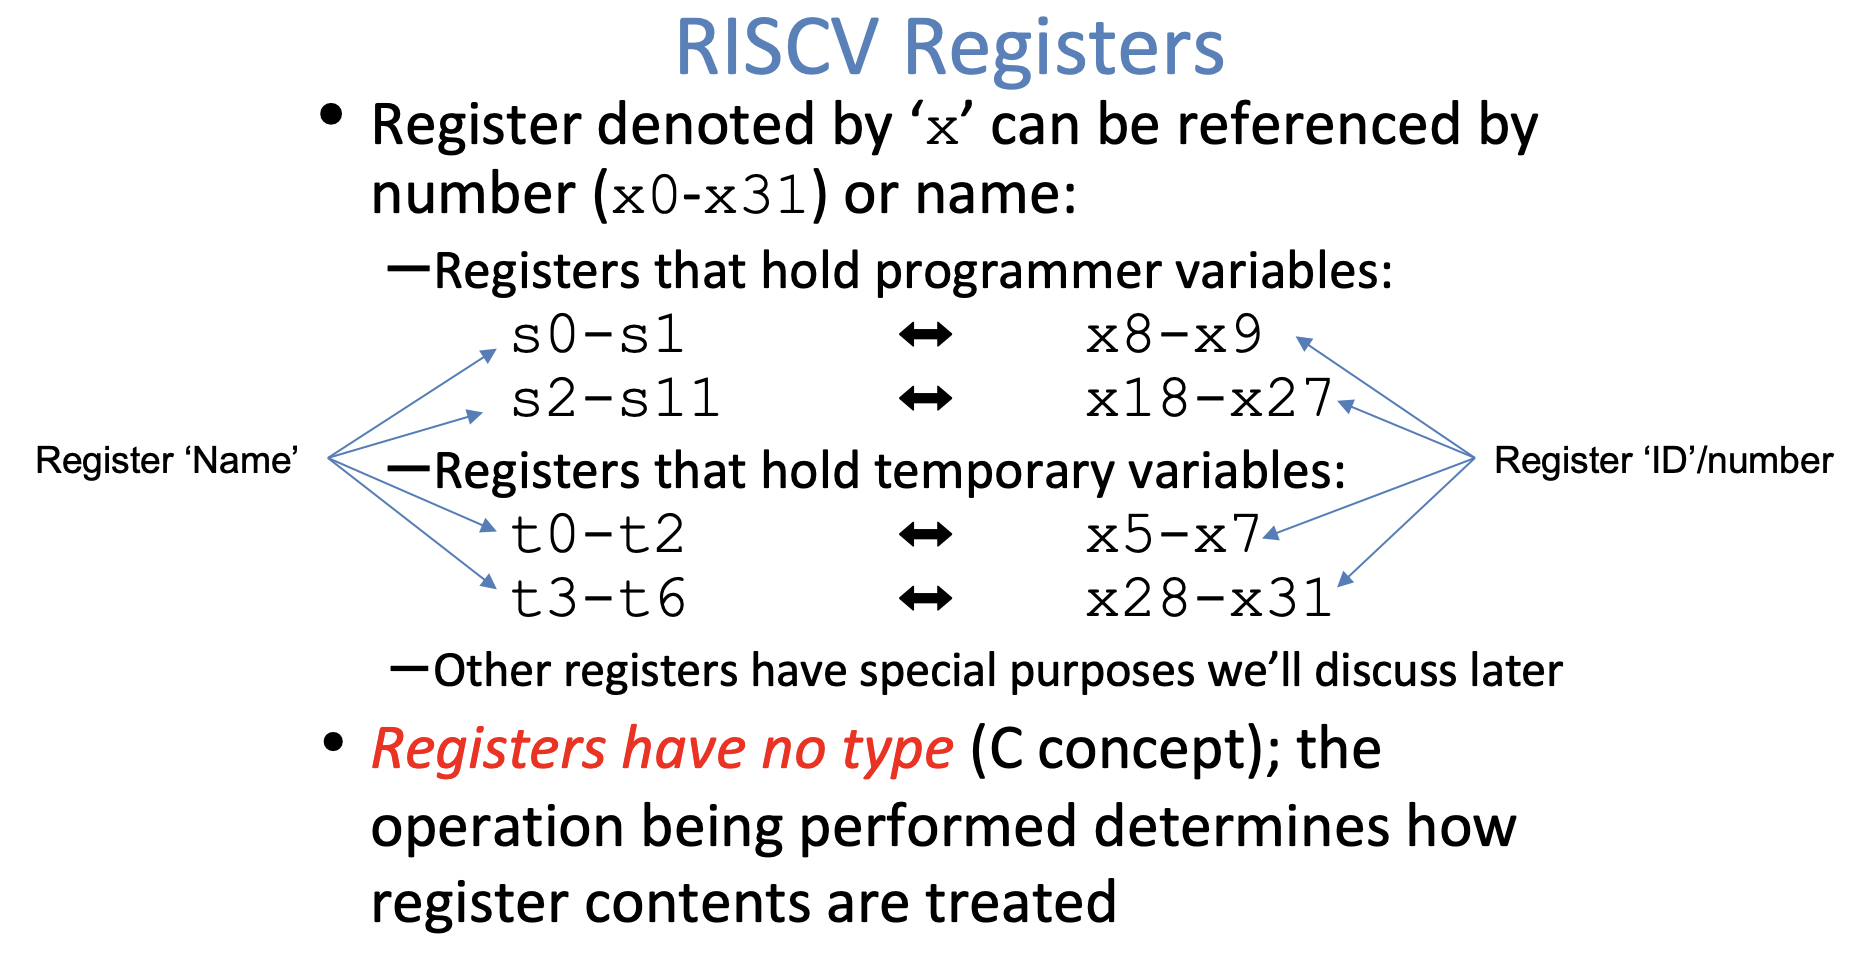 RISCV Registers
• Register denoted by ‘x’ can be referenced by
number (x0-x31) or name:
—Registers that hold programmer variables:
s0-s1 ↔ x8-x9
s2-s11 ↔ x18-x27
Register ‘Name’
—Registers that hold temporary variables:
Register ‘ID’/number
t0-t2 ↔ x5-x7
t3-t6 ↔ x28-x31
—Other registers have special purposes we’ll discuss later
• Registers have no type (C concept); the
operation being performed determines how
register contents are treated